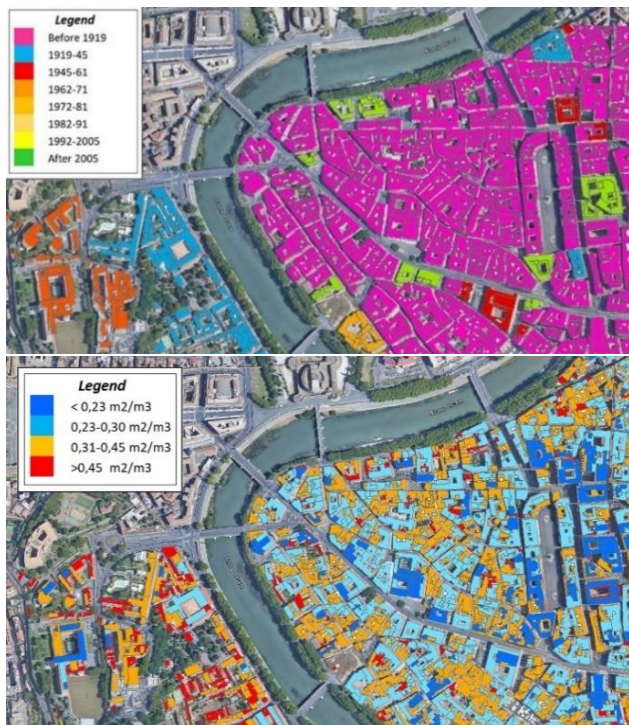 Legend
Before 1919
1919-45
1945-61
1962-71
1972-81
1982-91
1992-2005
After 2005
Legend
< 0,23 m2/m3
0,23-0,30 m2/m3
0,31-0,45 m2/m3
>0,45 m2/m3